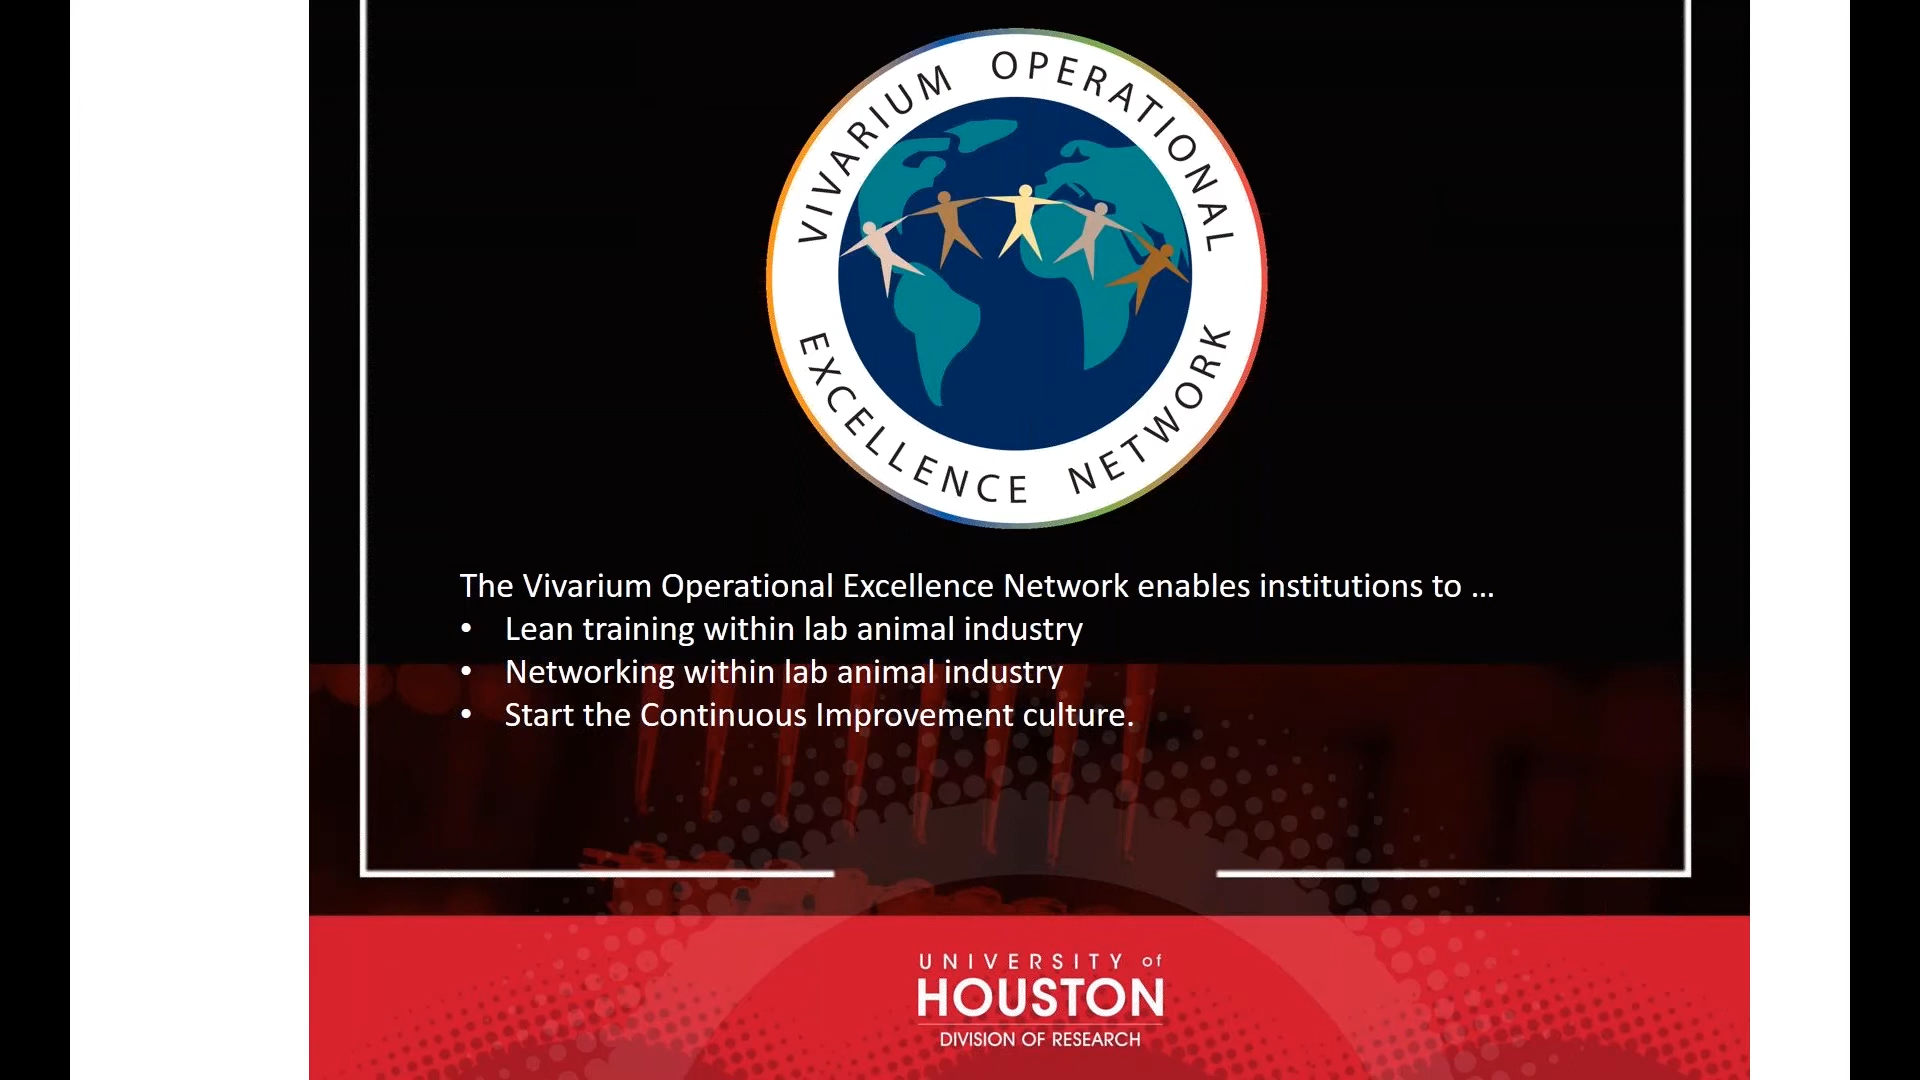 VIVARIUM OPERATIONAL
EXCELLENCE NETWORK
The Vivarium Operational Excellence Network enables institutions to ...
• Lean training within lab animal industry
• Networking within lab animal industry
• Start the Continuous Improvement culture.
UNIVERSITY of
HOUSTON
DIVISION OF RESEARCH